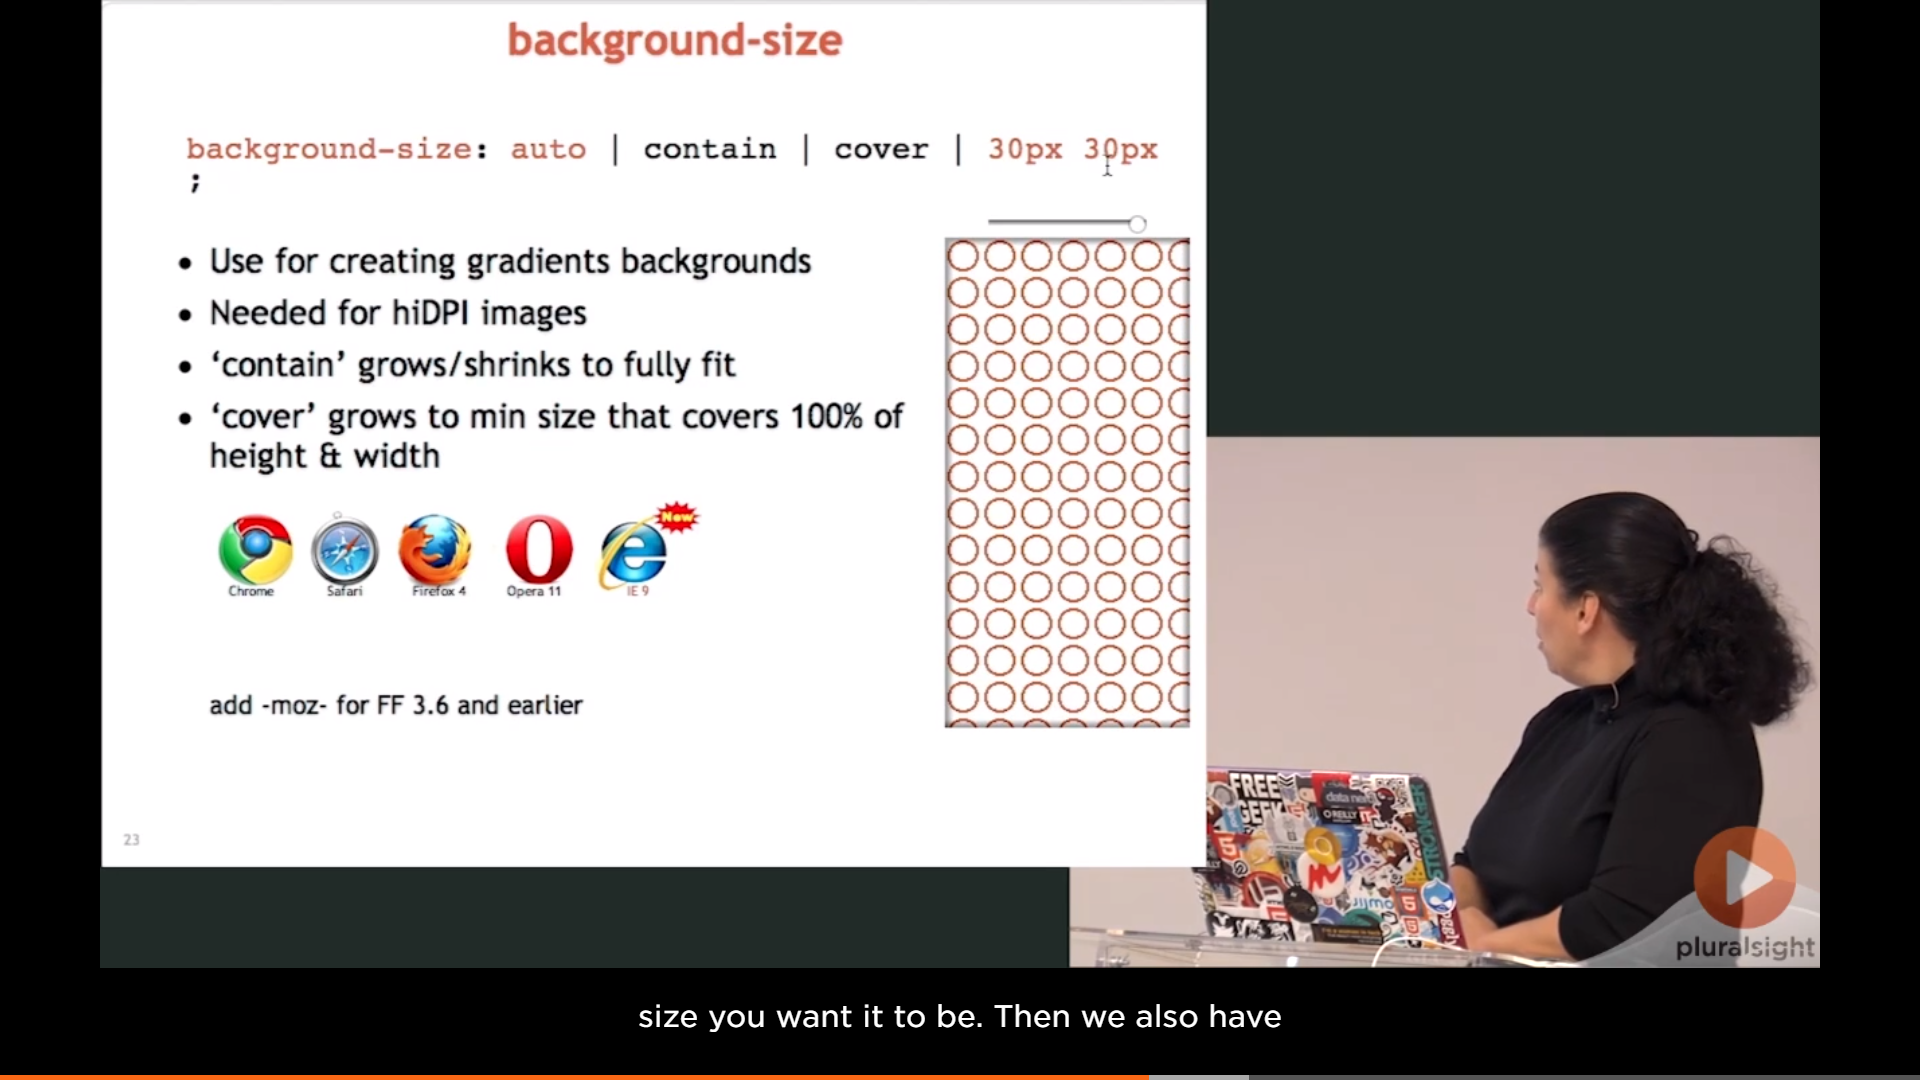 background-size
background-size: auto | contain | cover | 30px 30px
;
• Use for creating gradients backgrounds
• Needed for hiDPI images
• ‘contain’ grows/shrinks to fully fit
• ‘cover’ grows to min size that covers 100% of
height & width
New
Chrome Safari Firefox 4 Opera 11 IE 9
add -moz- for FF 3.6 and earlier
23
FREE
GEEK
O'REILLY
STRONGER
pluralsight
size you want it to be. Then we also have